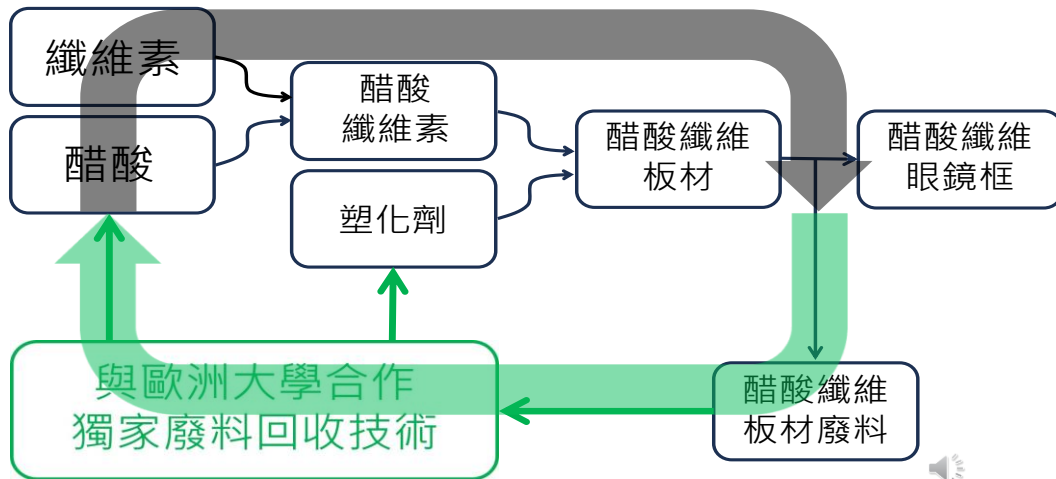 纖維素
醋酸
醋酸
纖維素
塑化劑
醋酸纖維
板材
醋酸纖維
眼鏡框
與歐洲大學合作
獨家廢料回收技術
醋酸纖維
板材廢料